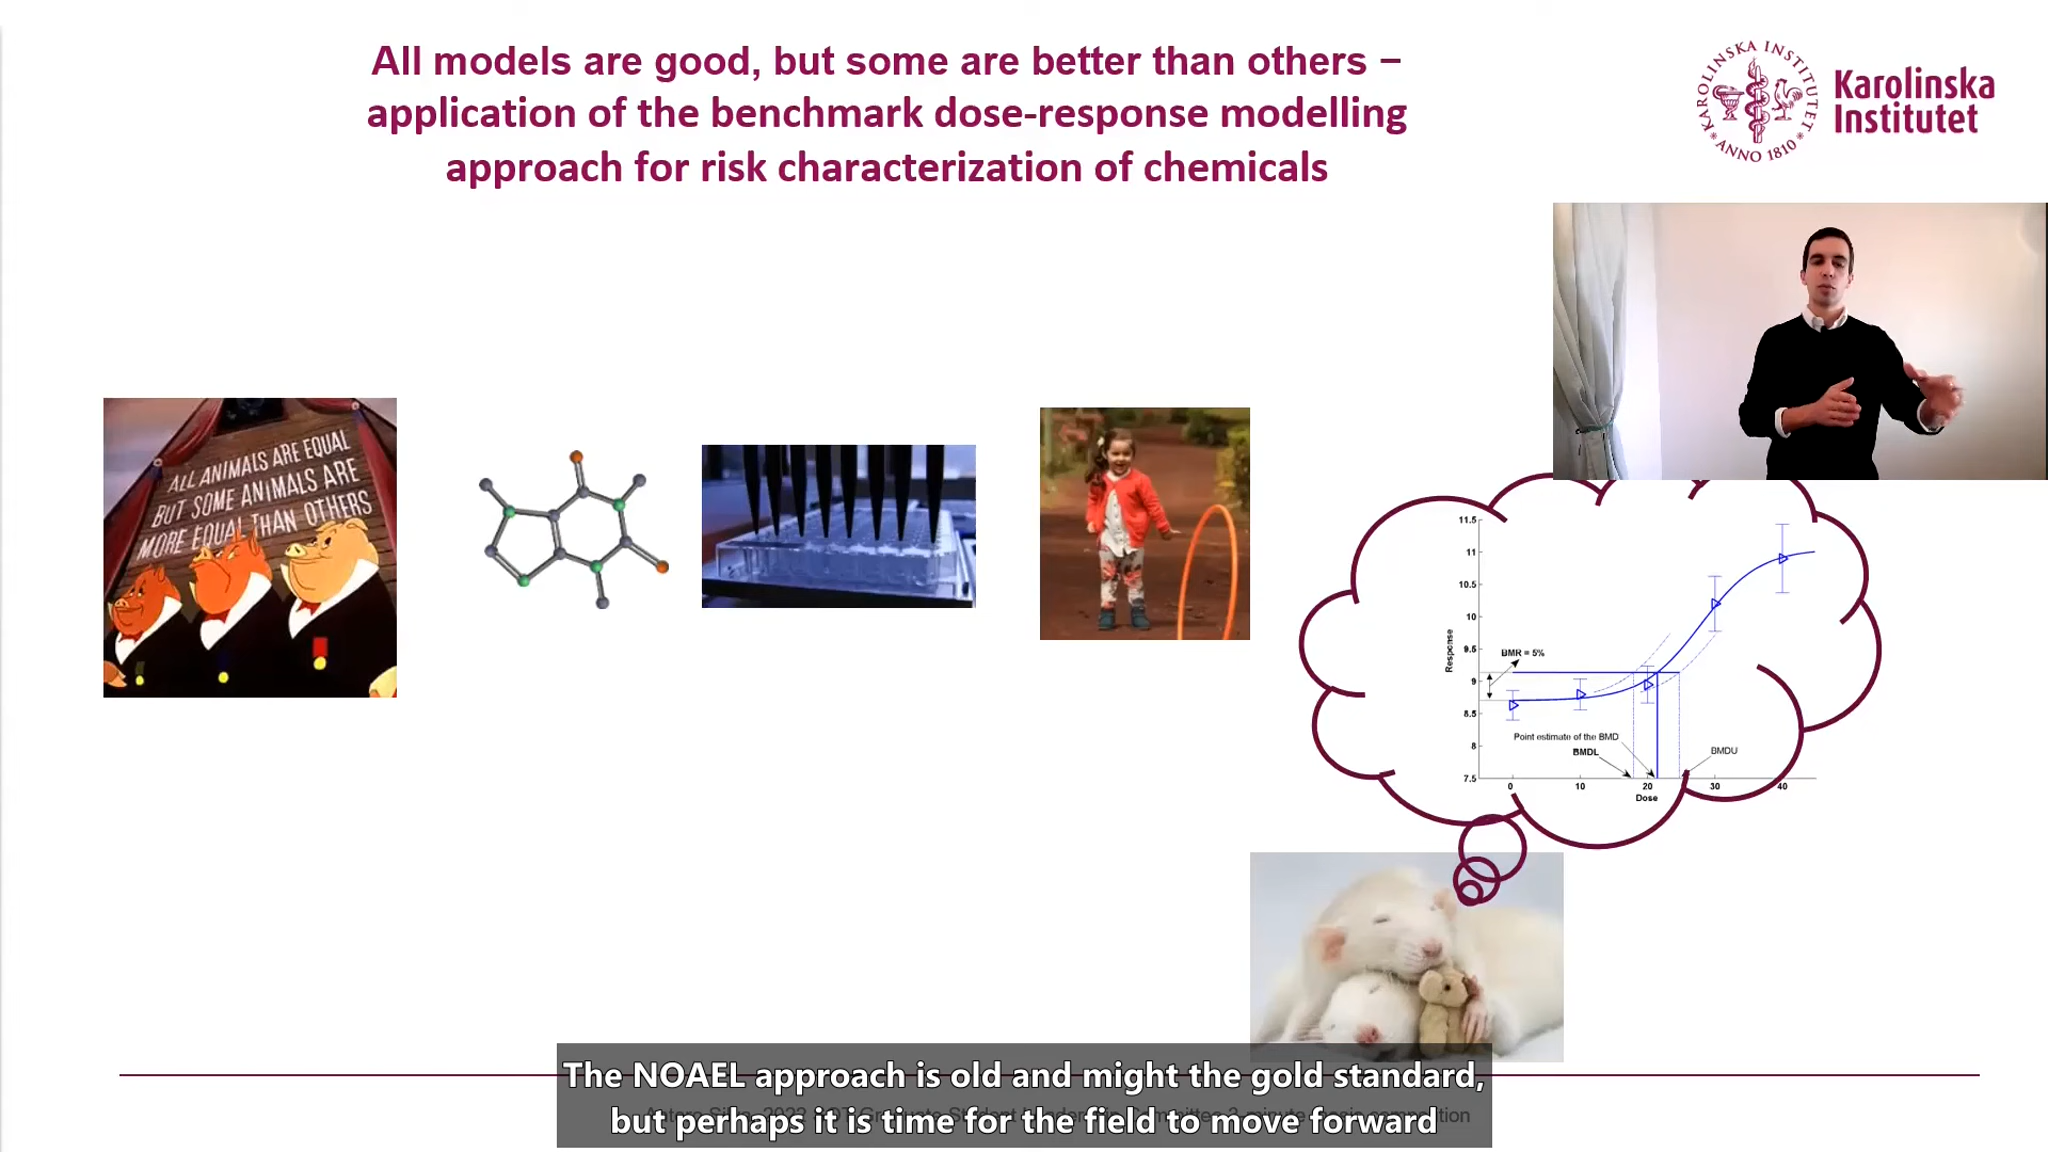 All models are good, but some are better than others –
application of the benchmark dose-response modelling
approach for risk characterization of chemicals
KAROLINSKA INSTITUTET
ANNO 1810
Karolinska
Institutet
ALL ANIMALS ARE EQUAL
BUT SOME ANIMALS ARE
MORE EQUAL THAN OTHERS
11.5
11
10.5
10
9.5
9
8.5
8
7.5
Response
BMR = 5%
Point estimate of the BMD
BMDL
BMDU
0 10 20 30 40
Dose
The NOAEL approach is old and might the gold standard,
but perhaps it is time for the field to move forward